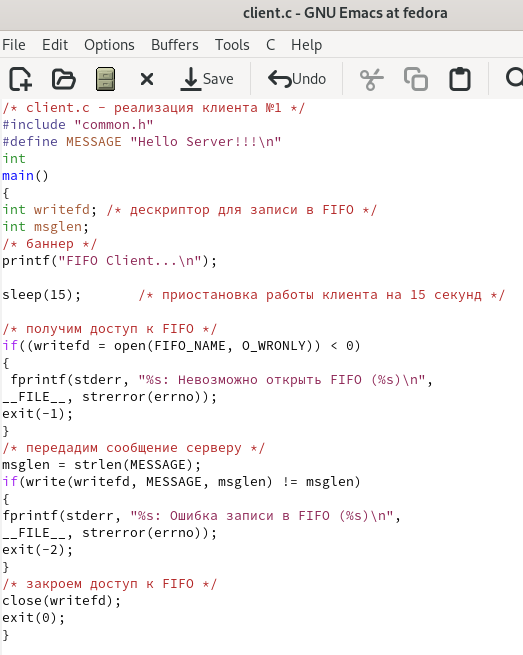 client.c - GNU Emacs at fedora
File Edit Options Buffers Tools C Help
Save Undo
/* client.c - реализация клиента №1 */
#include "common.h"
#define MESSAGE "Hello Server!!!\n"
int
main()
{
int writefd; /* дескриптор для записи в FIFO */
int msglen;
/* баннер */
printf("FIFO Client...\n");
sleep(15); /* приостановка работы клиента на 15 секунд */
/* получим доступ к FIFO */
if((writefd = open(FIFO_NAME, O_WRONLY)) < 0)
{
fprintf(stderr, "%s: Невозможно открыть FIFO (%s)\n",
__FILE__, strerror(errno));
exit(-1);
}
/* передадим сообщение серверу */
msglen = strlen(MESSAGE);
if(write(writefd, MESSAGE, msglen) != msglen)
{
fprintf(stderr, "%s: Ошибка записи в FIFO (%s)\n",
__FILE__, strerror(errno));
exit(-2);
}
/* закроем доступ к FIFO */
close(writefd);
exit(0);
}